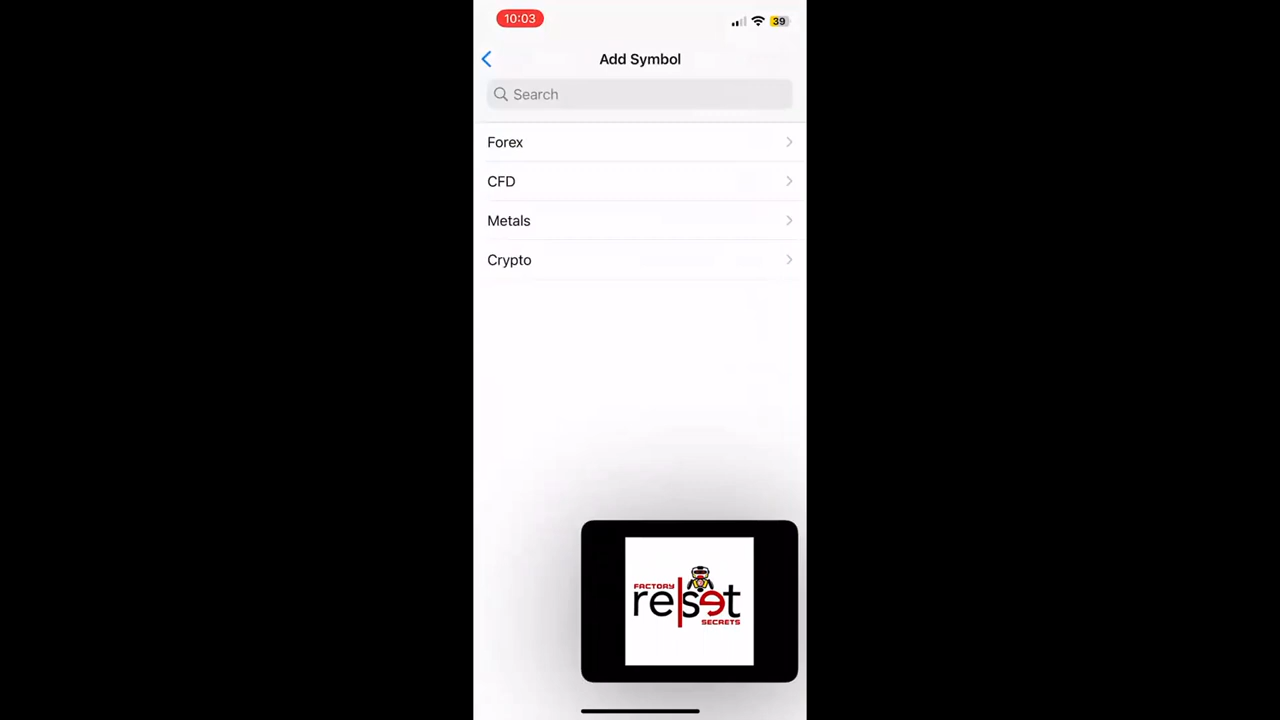 10:03
39
Add Symbol
Search
Forex
CFD
Metals
Crypto
FACTORY
reset
SECRETS